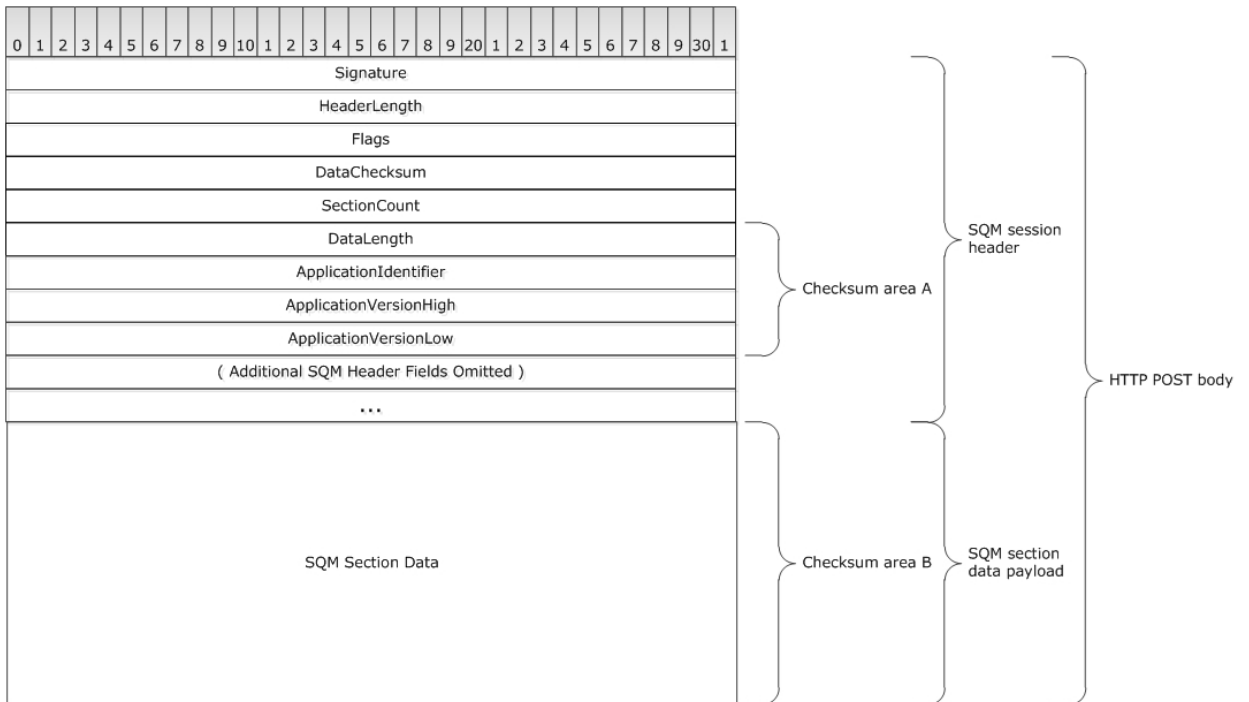 0 1 2 3 4 5 6 7 8 9 10 1 2 3 4 5 6 7 8 9 20 1 2 3 4 5 6 7 8 9 30 1
Signature
HeaderLength
Flags
DataChecksum
SectionCount
DataLength
ApplicationIdentifier
ApplicationVersionHigh
ApplicationVersionLow
( Additional SQM Header Fields Omitted )
...
SQM Section Data
Checksum area A
Checksum area B
SQM session
header
SQM section
data payload
HTTP POST body